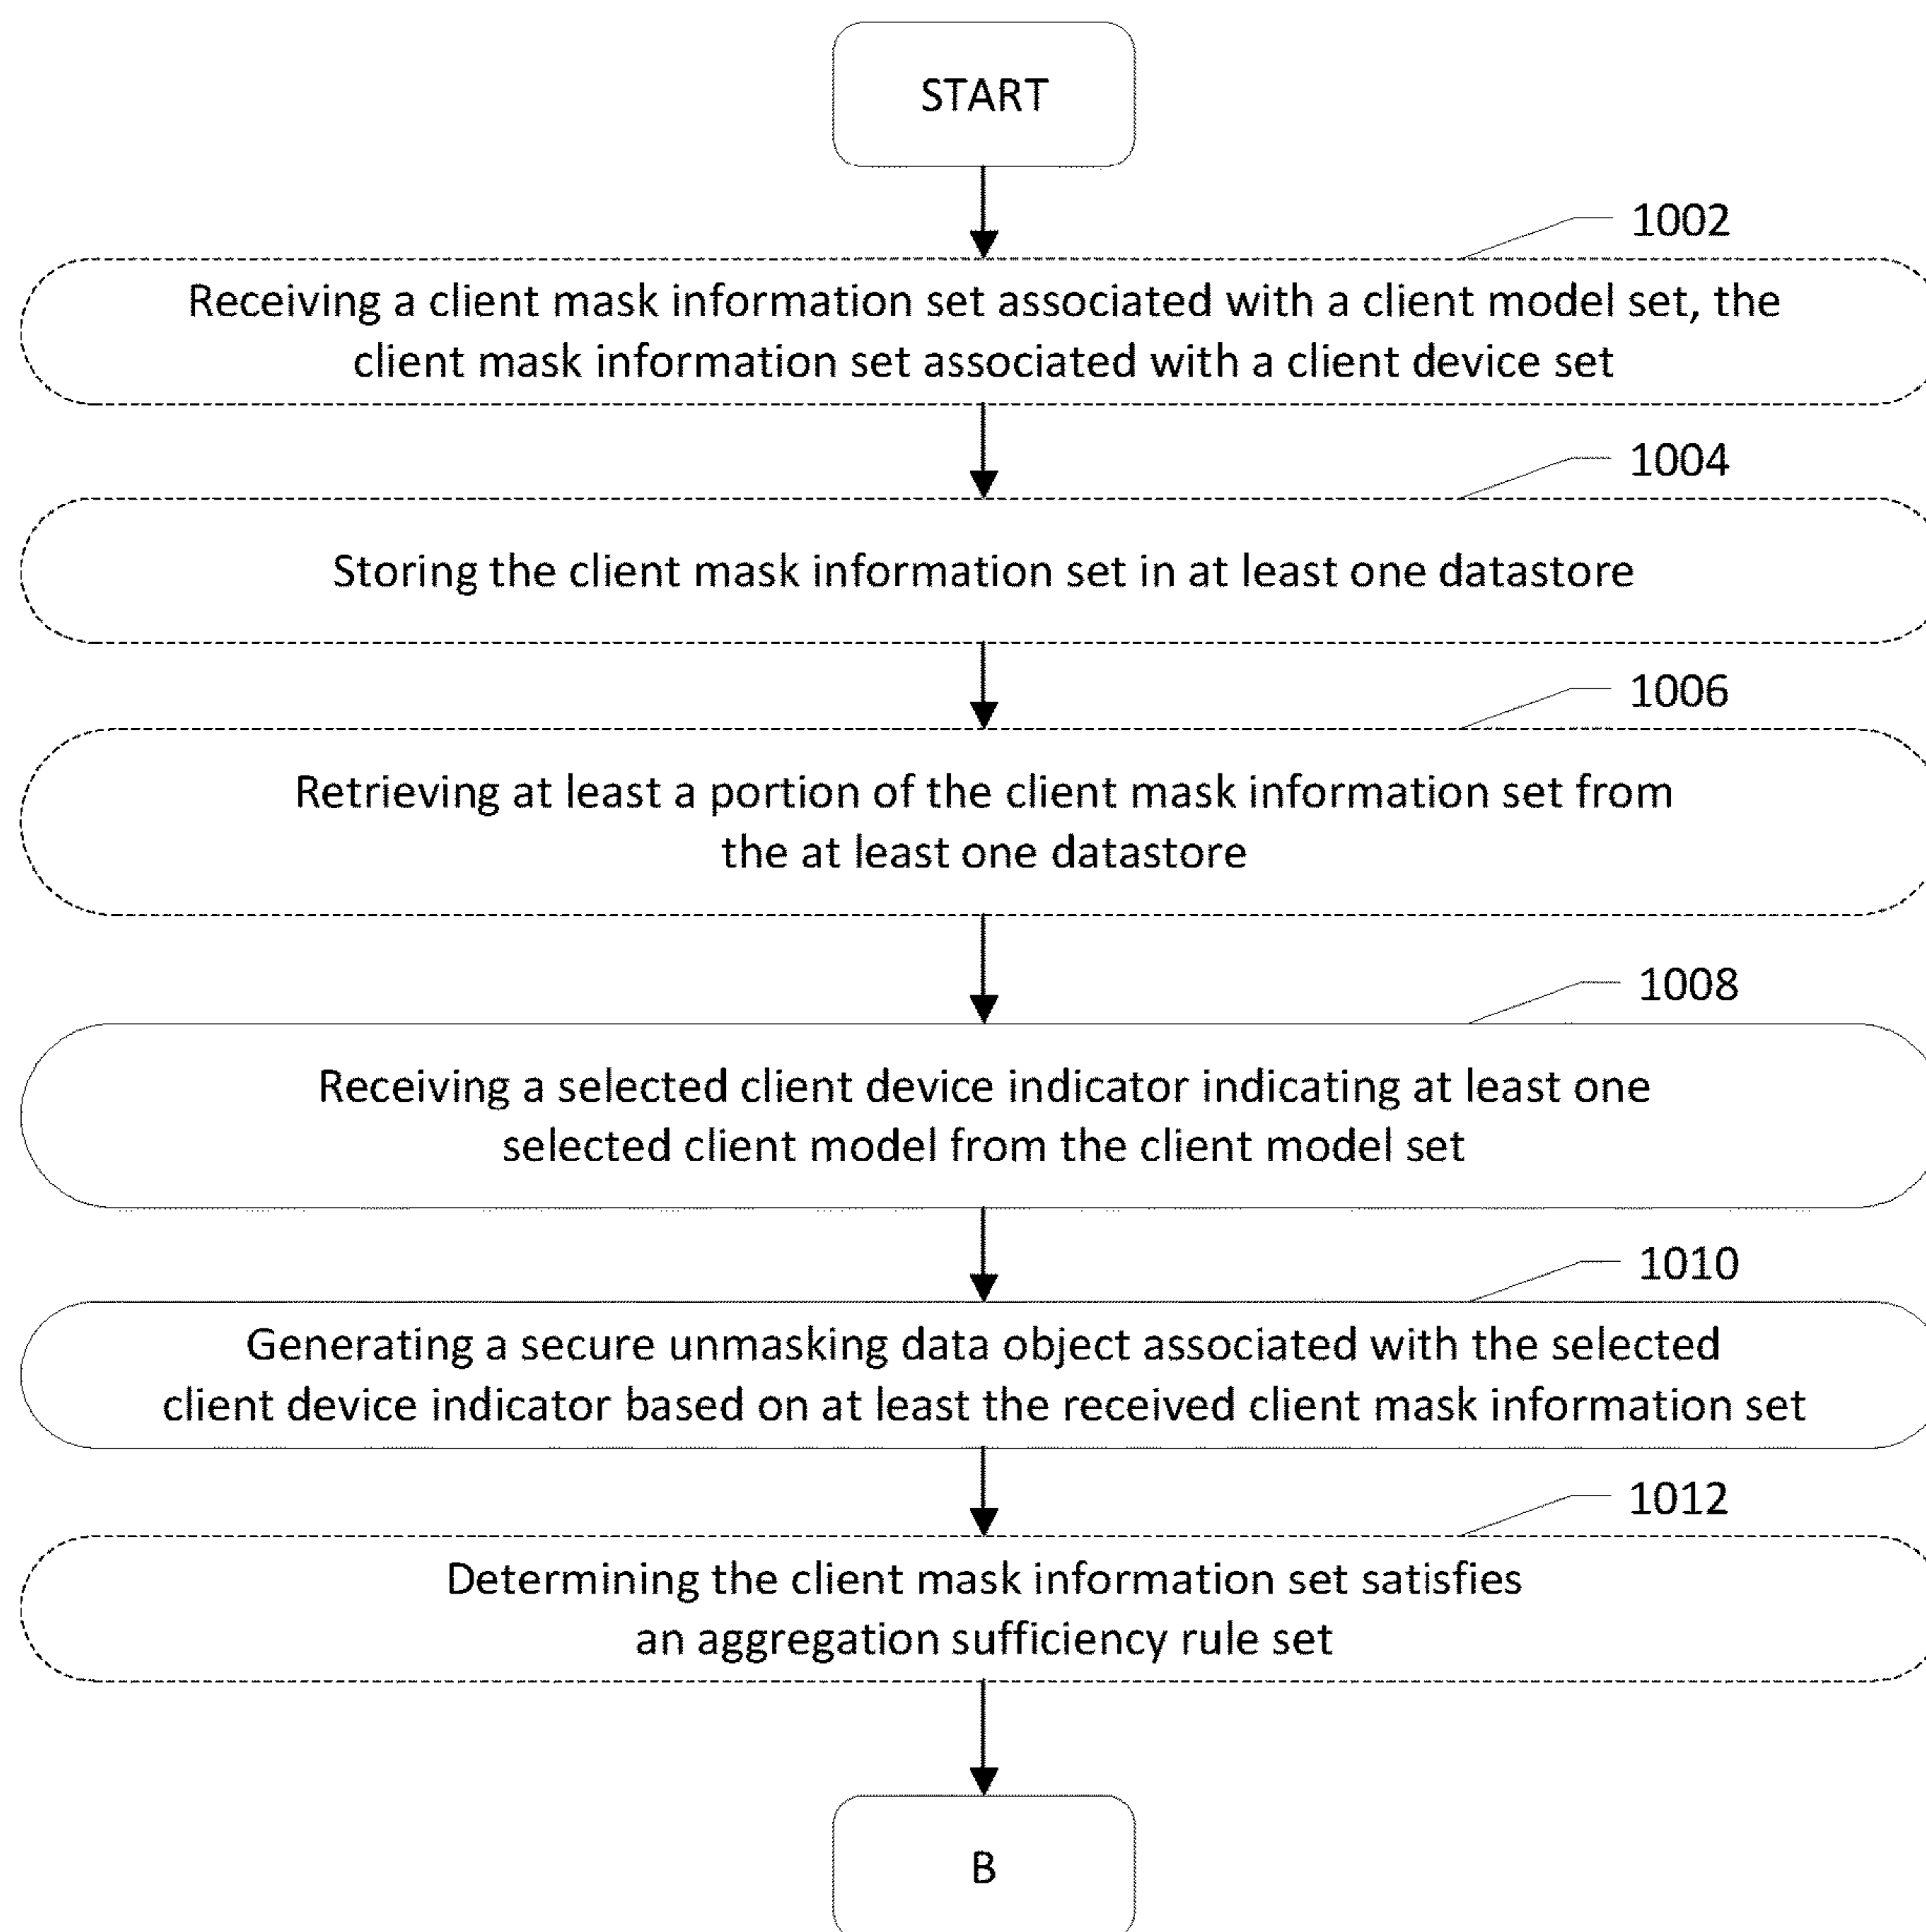 START
1002
Receiving a client mask information set associated with a client model set, the
client mask information set associated with a client device set
1004
Storing the client mask information set in at least one datastore
1006
Retrieving at least a portion of the client mask information set from
the at least one datastore
1008
Receiving a selected client device indicator indicating at least one
selected client model from the client model set
1010
Generating a secure unmasking data object associated with the selected
client device indicator based on at least the received client mask information set
1012
Determining the client mask information set satisfies
an aggregation sufficiency rule set
B